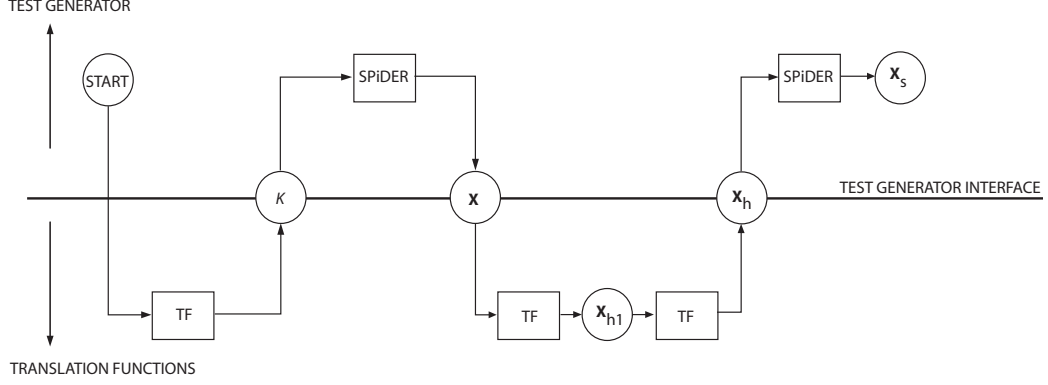 TEST GENERATOR
START
SPiDER
SPiDER
X_s
K
X
X_h
TEST GENERATOR INTERFACE
TF
TF
X_h1
TF
TRANSLATION FUNCTIONS